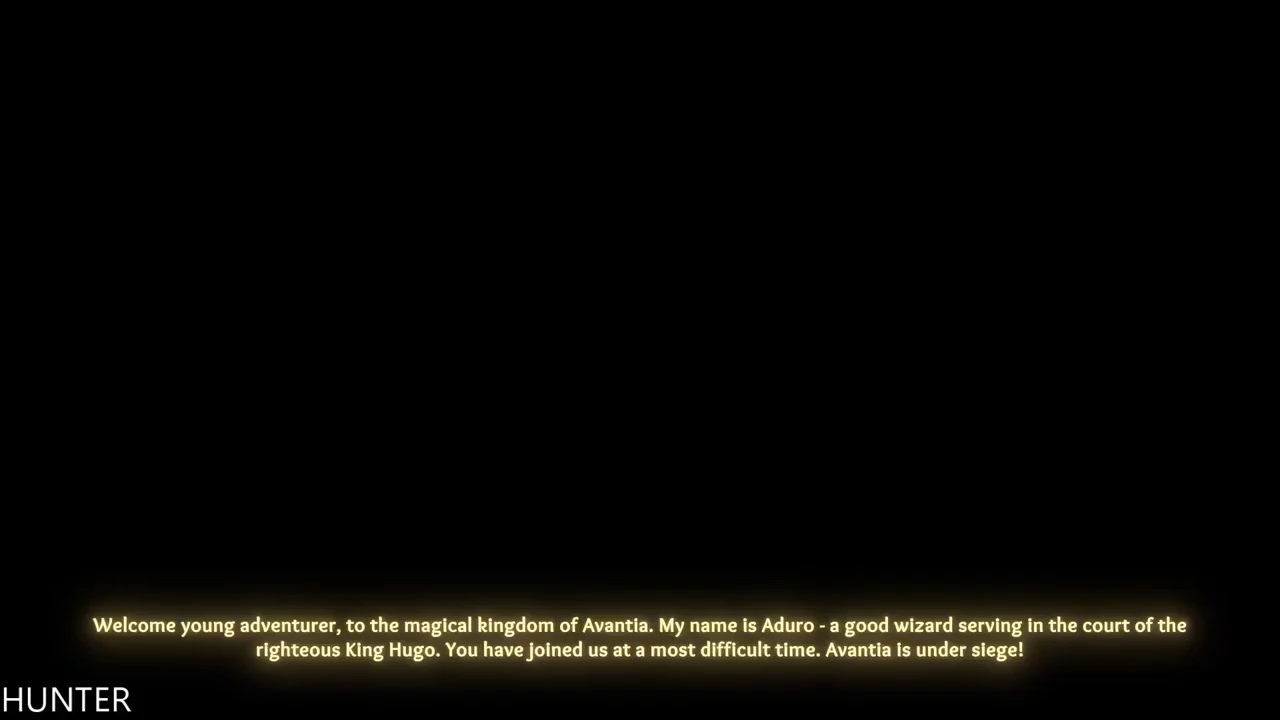 Welcome young adventurer, to the magical kingdom of Avantia. My name is Aduro - a good wizard serving in the court of the
righteous King Hugo. You have joined us at a most difficult time. Avantia is under siege!
HUNTER